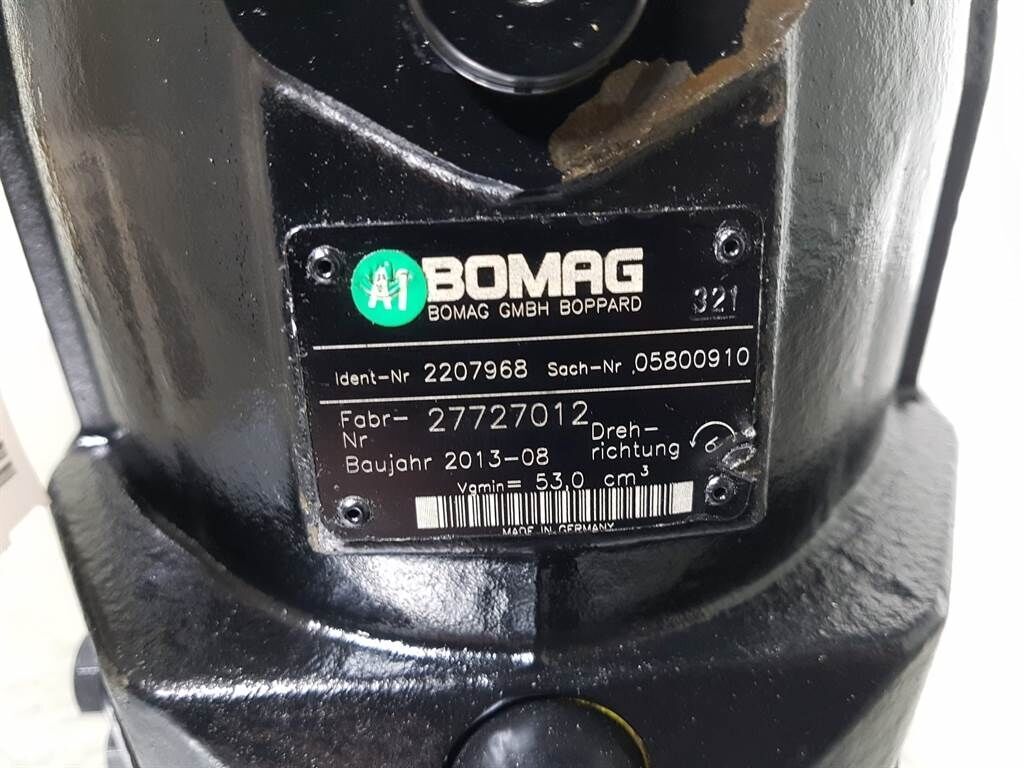 A1 BOMAG
BOMAG GMBH BOPPARD 321
Ident-Nr 2207968 Sach-Nr 05800910
Fabr-Nr 27727012 Dreh-richtung
Baujahr 2013-08
Vgmin= 53,0 cm³
MADE IN GERMANY